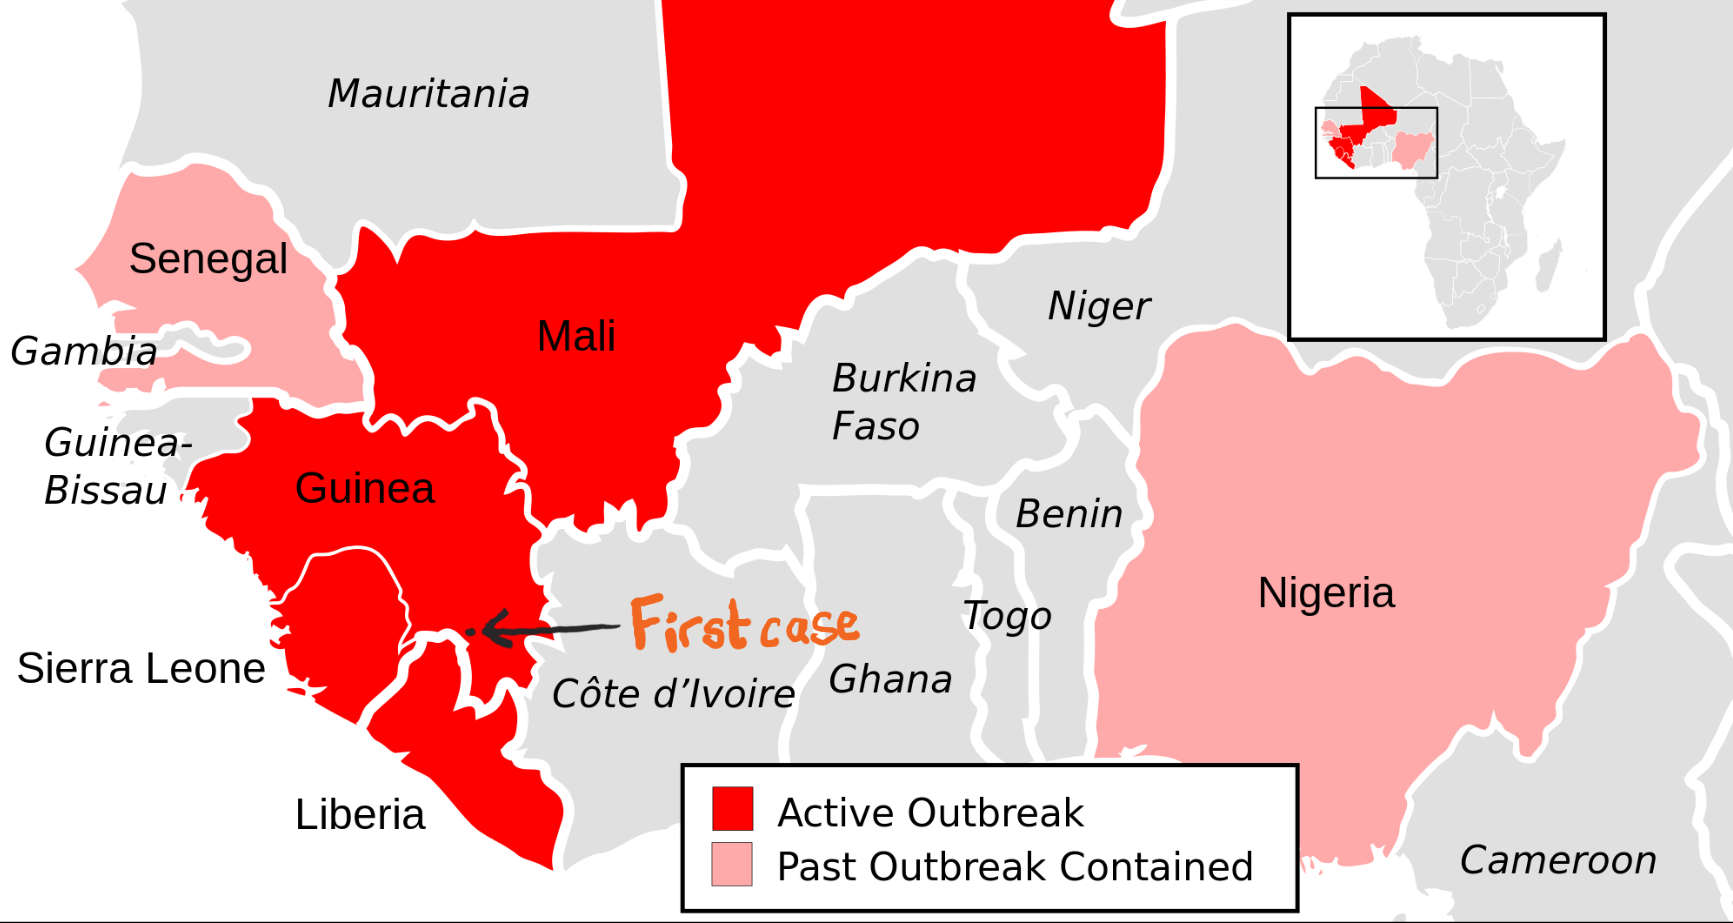 Mauritania
Senegal
Niger
Mali
Gambia
Burkina
Faso
Guinea-
Bissau
Guinea
Benin
Nigeria
Togo
First case
Sierra Leone
Côte d’Ivoire
Ghana
Liberia
Active Outbreak
Past Outbreak Contained
Cameroon